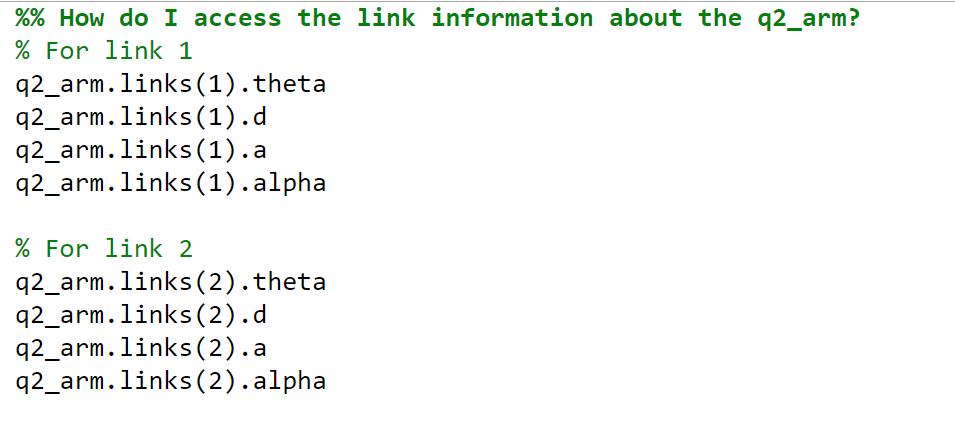 %% How do I access the link information about the q2_arm?
% For link 1
q2_arm.links(1).theta
q2_arm.links(1).d
q2_arm.links(1).a
q2_arm.links(1).alpha
% For link 2
q2_arm.links(2).theta
q2_arm.links(2).d
q2_arm.links(2).a
q2_arm.links(2).alpha